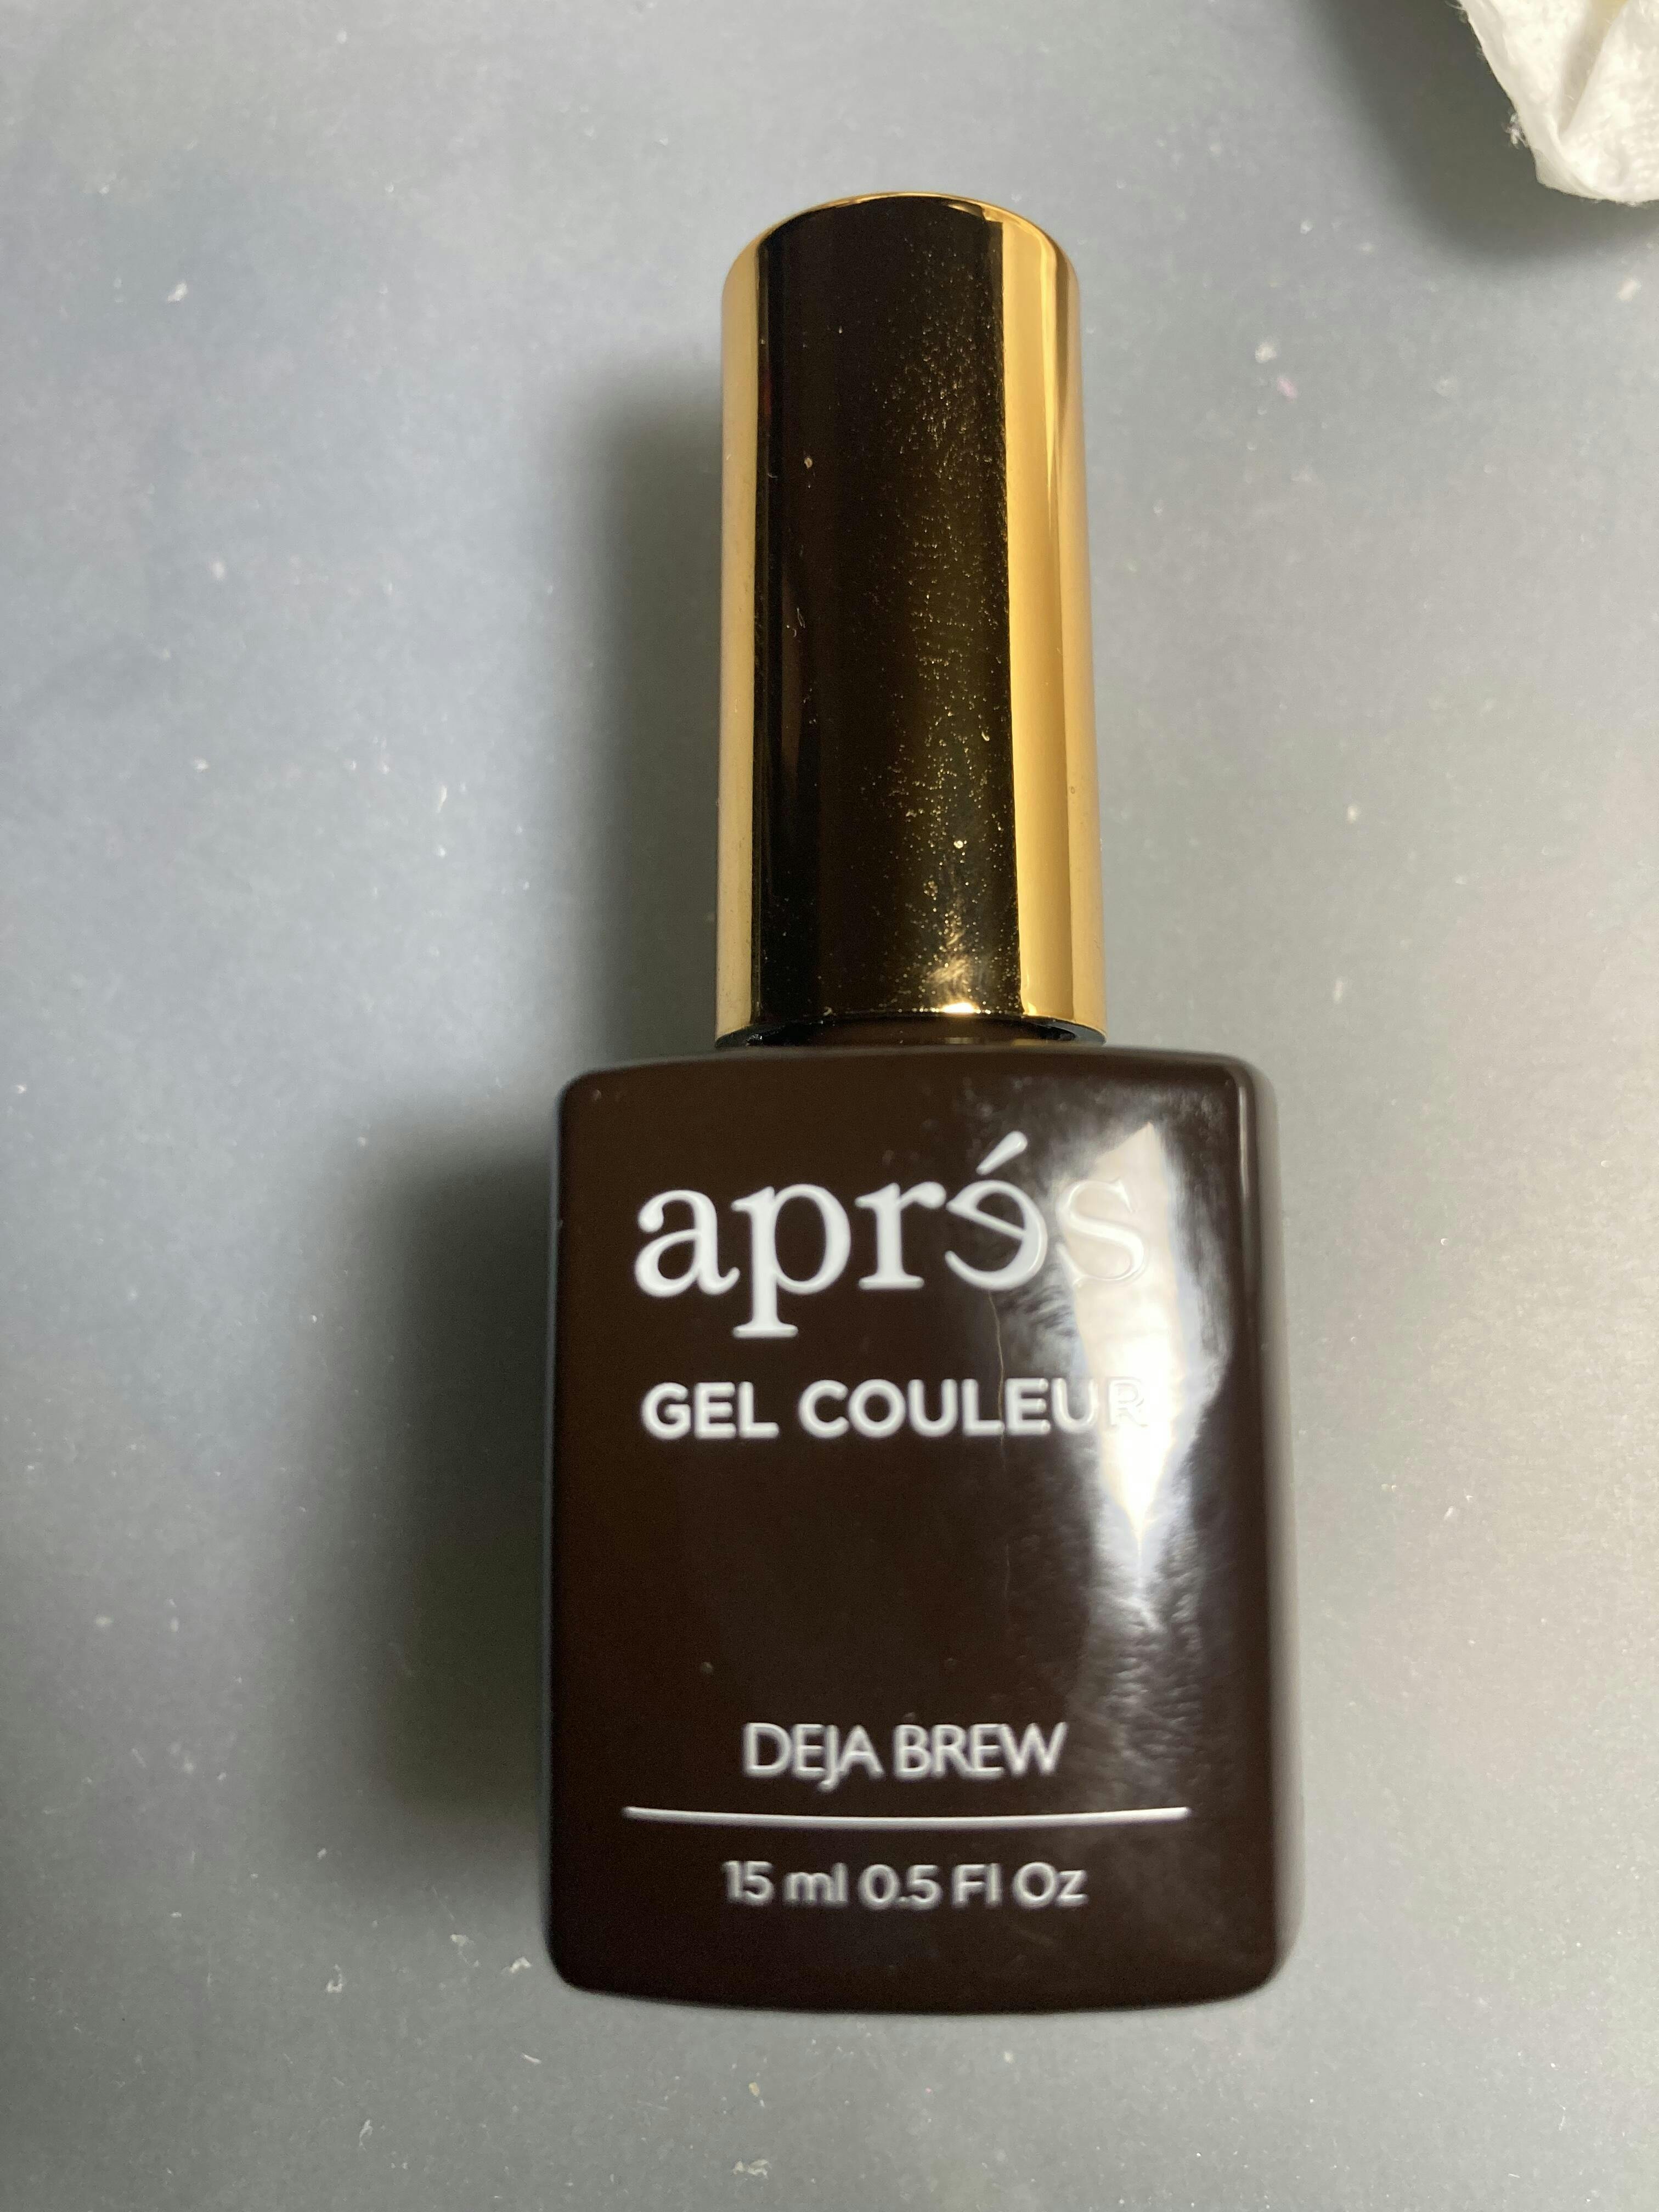 aprés
GEL COULEUR
DEJA BREW
15 ml 0.5 Fl Oz